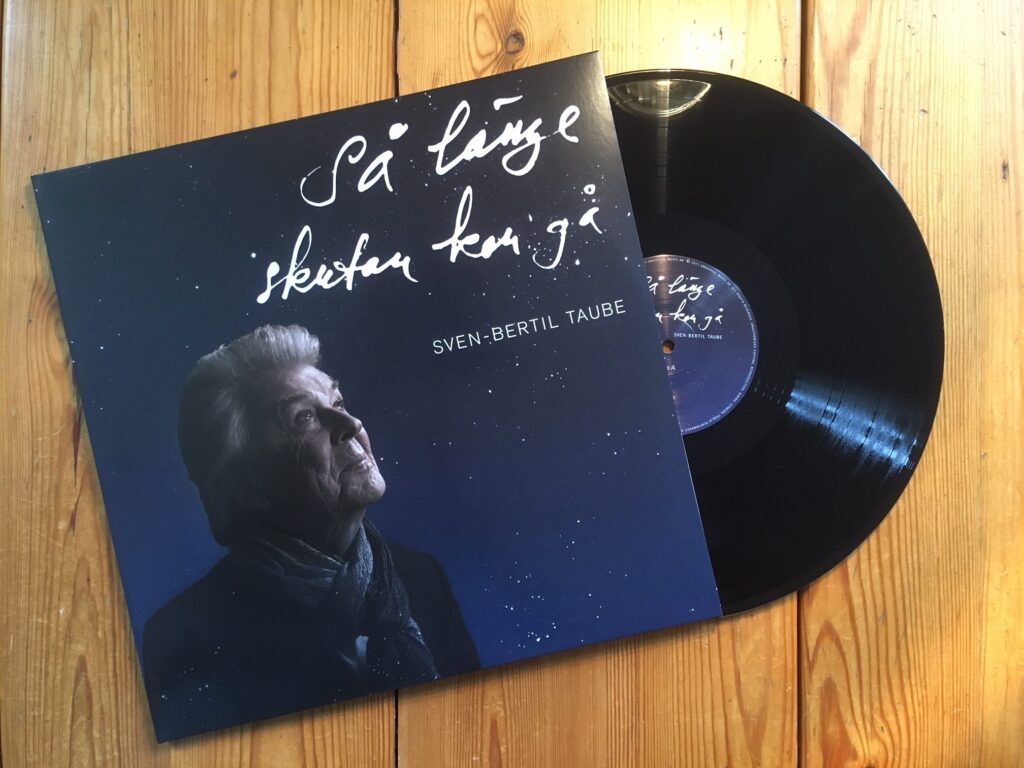 Så länge
skutan kan gå
SVEN-BERTIL TAUBE
Så länge
kan gå
SVEN-BERTIL TAUBE